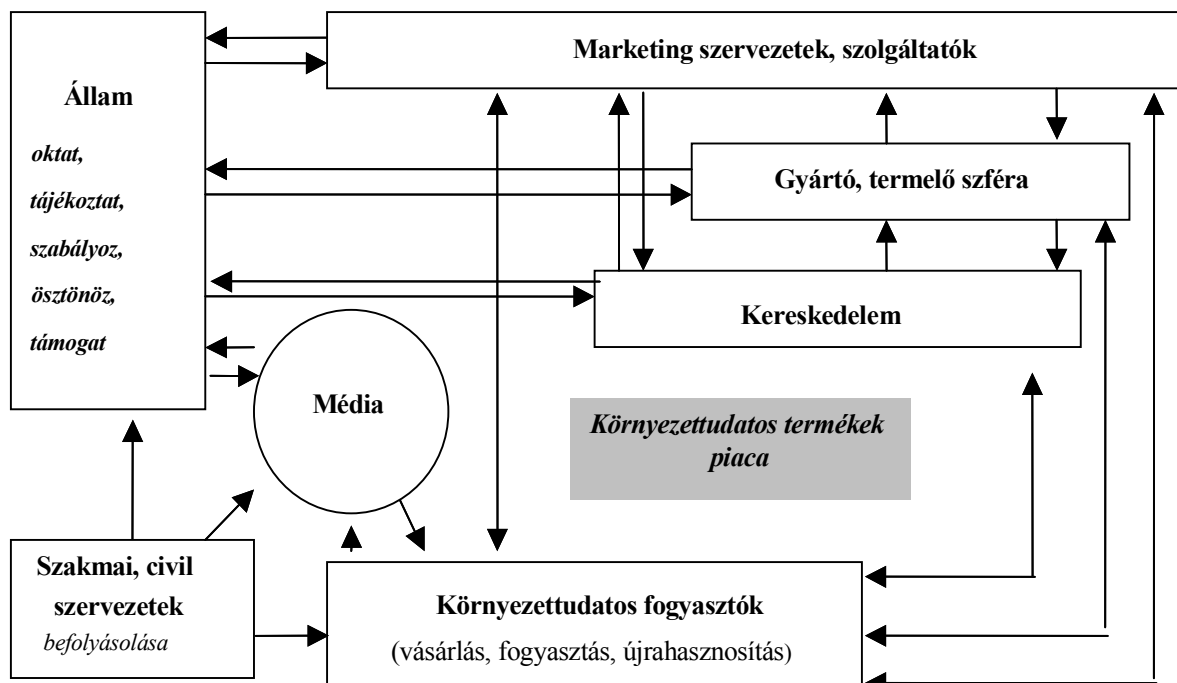 Marketing szervezetek, szolgáltatók
Állam
oktat,
tájékoztat,
szabályoz,
ösztönöz,
támogat
Gyártó, termelő szféra
Kereskedelem
Média
Környezettudatos termékek
piaca
Szakmai, civil
szervezetek
befolyásolása
Környezettudatos fogyasztók
(vásárlás, fogyasztás, újrahasznosítás)